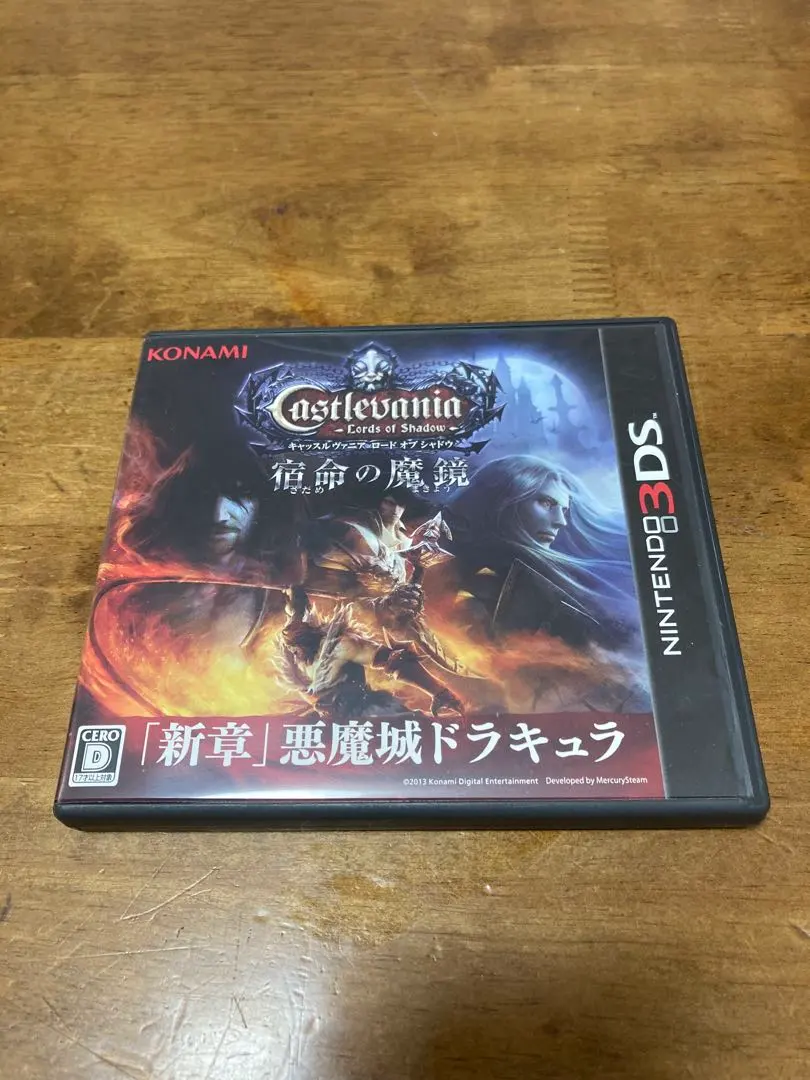 KONAMI
Castlevania
Lords of Shadow
キャッスルヴァニア ロード オブ シャドウ
宿命の魔鏡
さだめ まきょう
NINTENDO3DS™
「新章」悪魔城ドラキュラ
CERO
D
17才以上対象
©2013 Konami Digital Entertainment Developed by MercurySteam